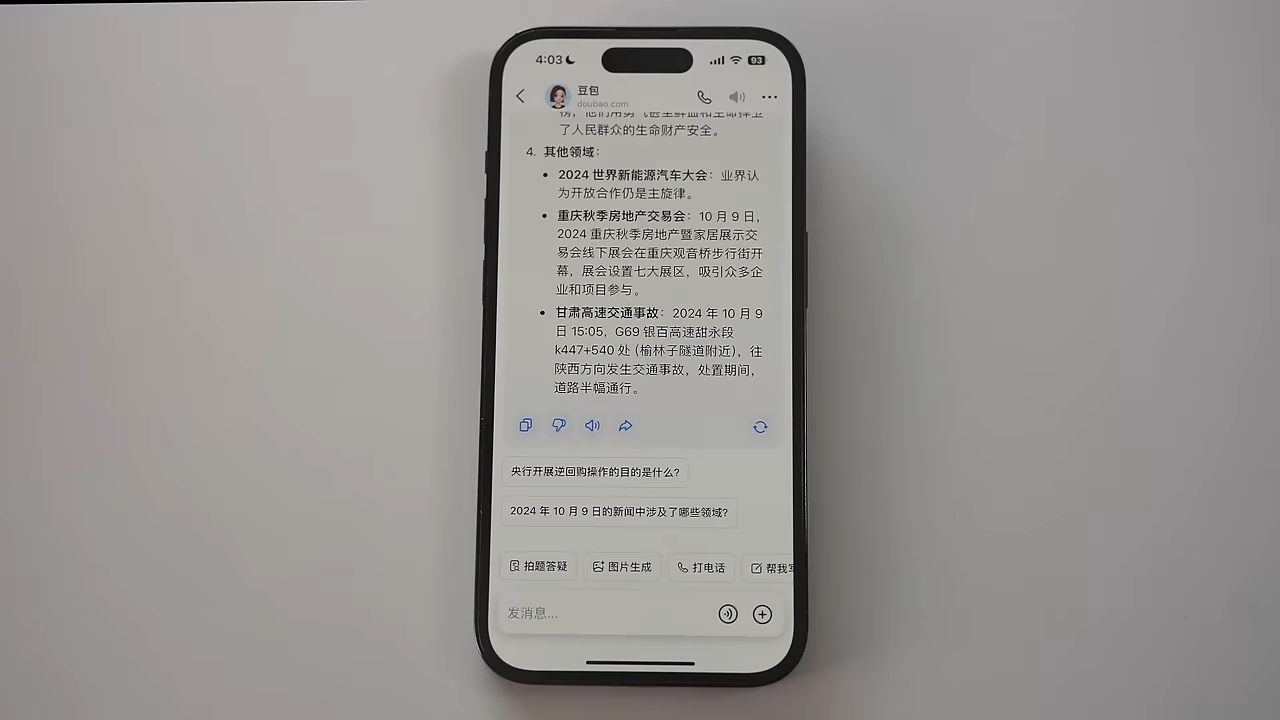 4:03
93
豆包
doubao.com
了人民群众的生命财产安全。
4. 其他领域：
• 2024 世界新能源汽车大会：业界认
为开放合作仍是主旋律。
• 重庆秋季房地产交易会：10 月 9 日，
2024 重庆秋季房地产暨家居展示交
易会线下展会在重庆观音桥步行街开
幕，展会设置七大展区，吸引众多企
业和项目参与。
• 甘肃高速交通事故：2024 年 10 月 9
日 15:05，G69 银百高速甜永段
k447+540 处 (榆林子隧道附近)，往
陕西方向发生交通事故，处置期间，
道路半幅通行。
央行开展逆回购操作的目的是什么?
2024 年 10 月 9 日的新闻中涉及了哪些领域?
拍题答疑 图片生成 打电话 帮我写
发消息...